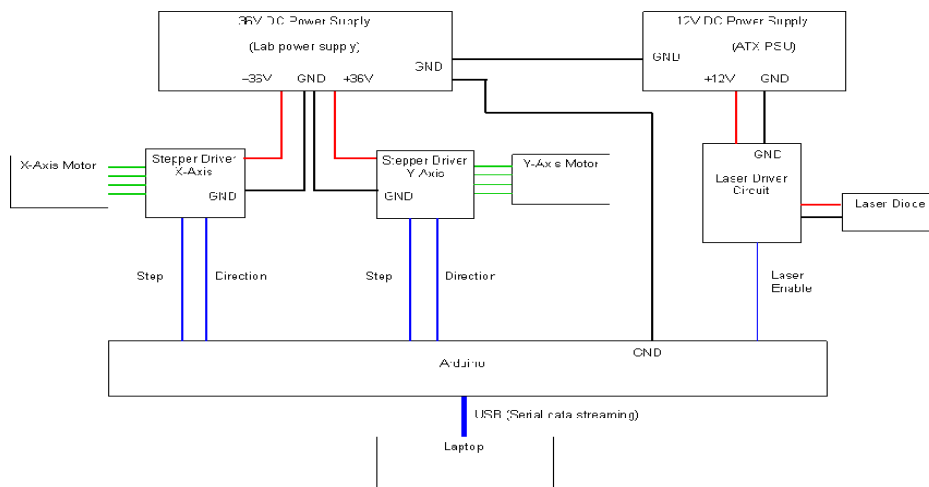 36V DC Power Supply
(Lab power supply)
GND
+36V GND +36V
12V DC Power Supply
(ATX PSU)
GND
+12V GND
X-Axis Motor
Stepper Driver
X-Axis
GND
Stepper Driver
Y Axis
GND
Y-Axis Motor
GND
Laser Driver
Circuit
Laser Diode
Step
Direction
Step
Direction
Laser
Enable
GND
Arduino
USB (Serial data streaming)
Laptop